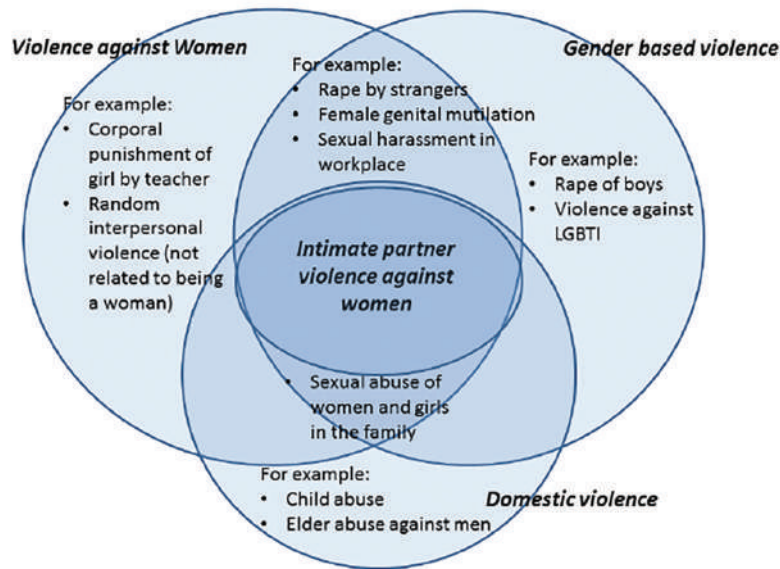 Violence against Women
For example:
• Corporal
punishment of
girl by teacher
• Random
interpersonal
violence (not
related to being
a woman)
For example:
• Rape by strangers
• Female genital mutilation
• Sexual harassment in
workplace
Gender based violence
For example:
• Rape of boys
• Violence against
LGBTI
Intimate partner
violence against
women
• Sexual abuse of
women and girls
in the family
For example:
• Child abuse
• Elder abuse against men
Domestic violence